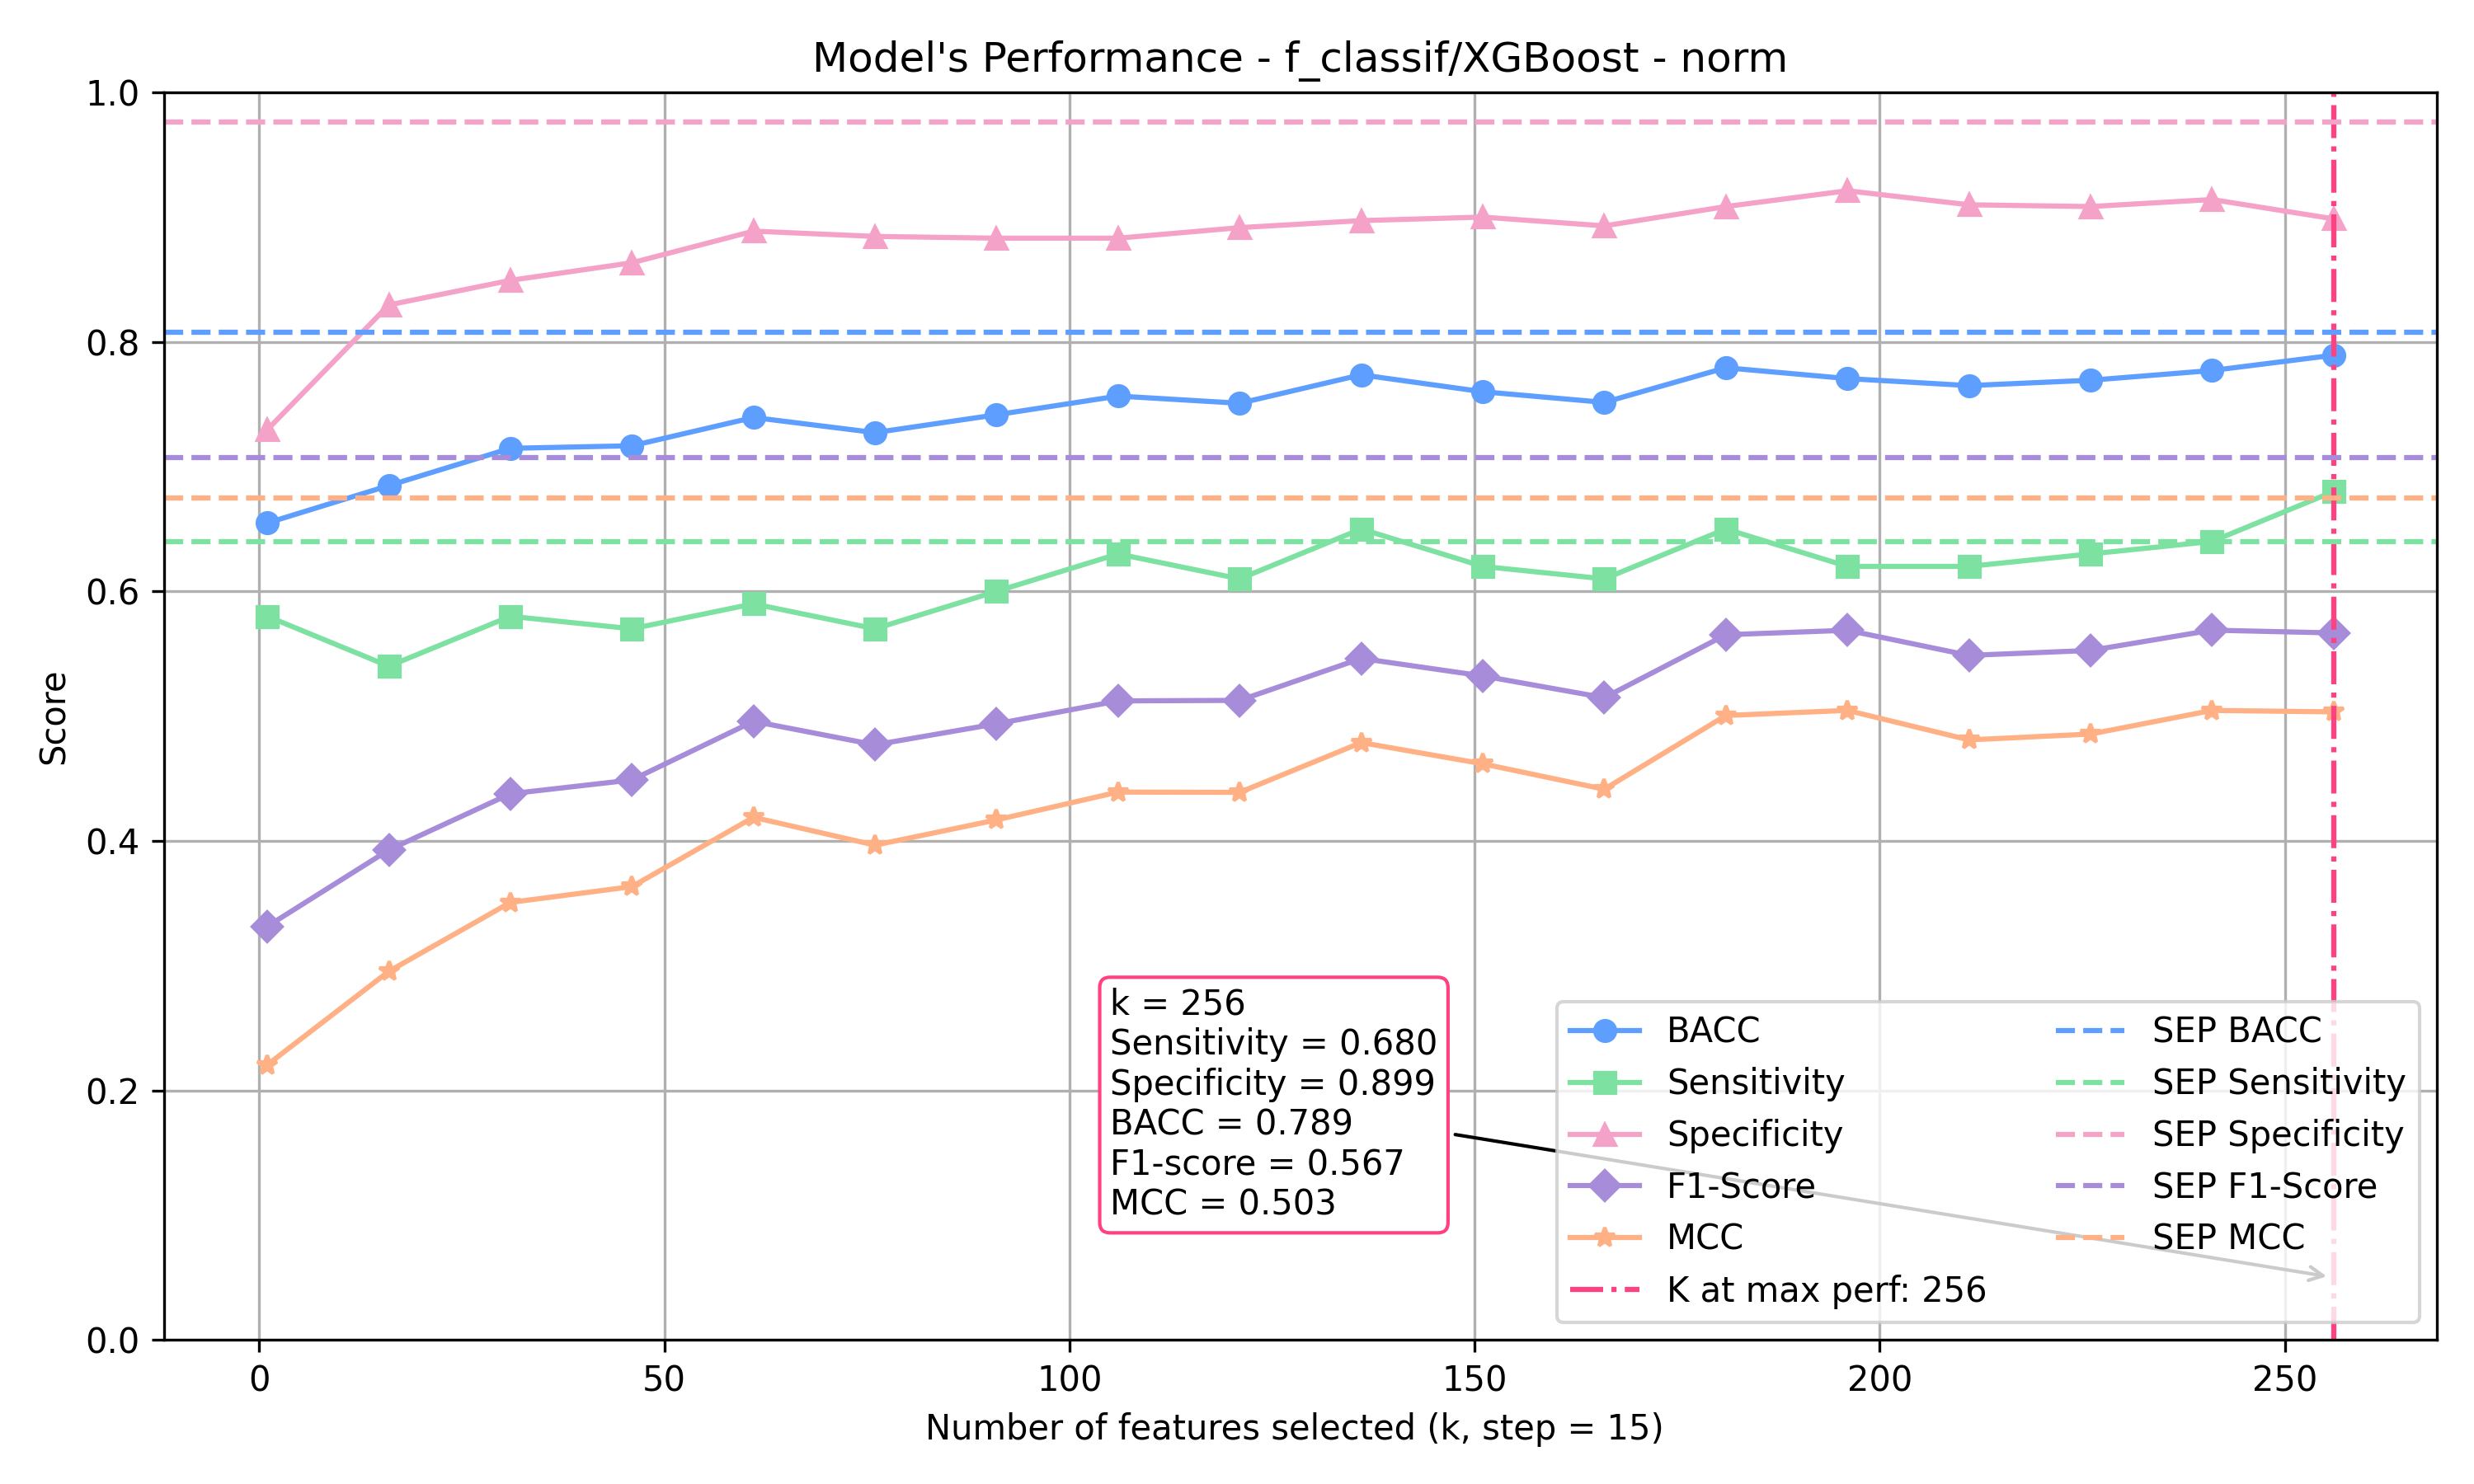 Model's Performance - f_classif/XGBoost - norm
1.0
0.8
0.6
0.4
0.2
0.0
Score
0
50
100
150
200
250
Number of features selected (k, step = 15)
k = 256
Sensitivity = 0.680
Specificity = 0.899
BACC = 0.789
F1-score = 0.567
MCC = 0.503
BACC
Sensitivity
Specificity
F1-Score
MCC
K at max perf: 256
SEP BACC
SEP Sensitivity
SEP Specificity
SEP F1-Score
SEP MCC